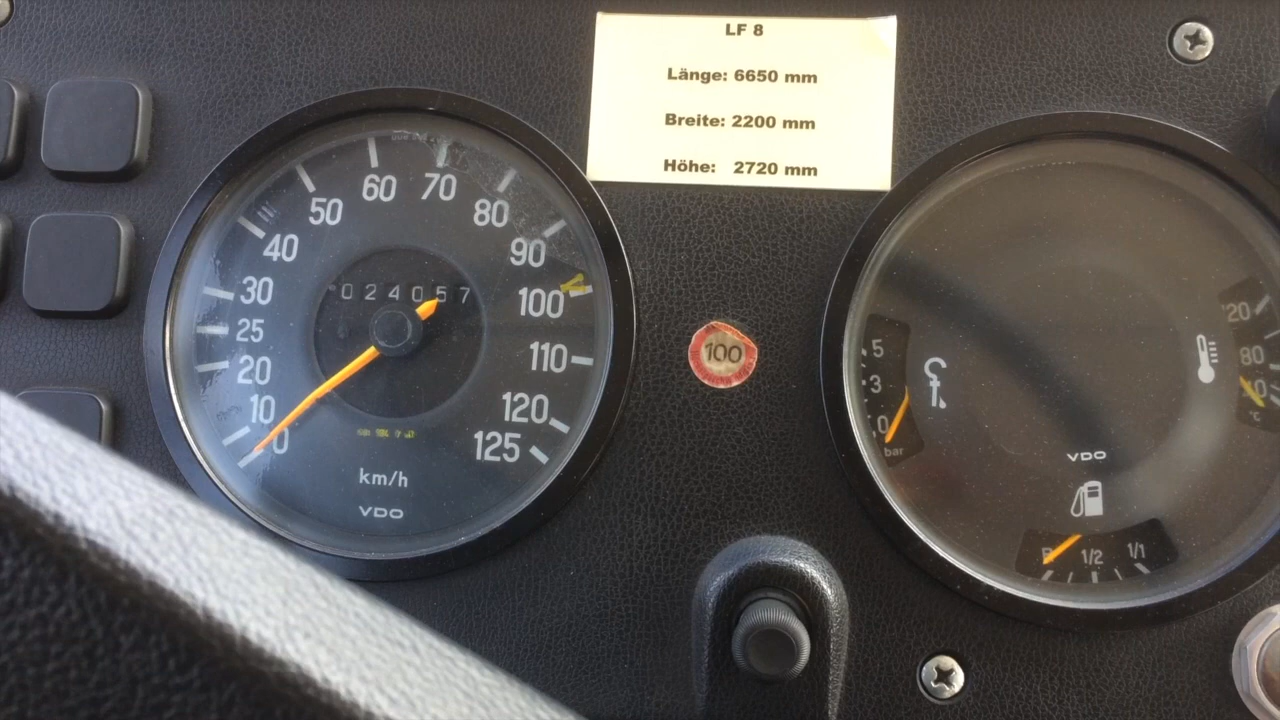 LF 8
Länge: 6650 mm
Breite: 2200 mm
Höhe: 2720 mm
0
10
20
25
30
40
50
60
70
80
90
100
110
120
125
024057
km/h
VDO
100
5
3
0
bar
80
°C
VDO
R
1/2
1/1